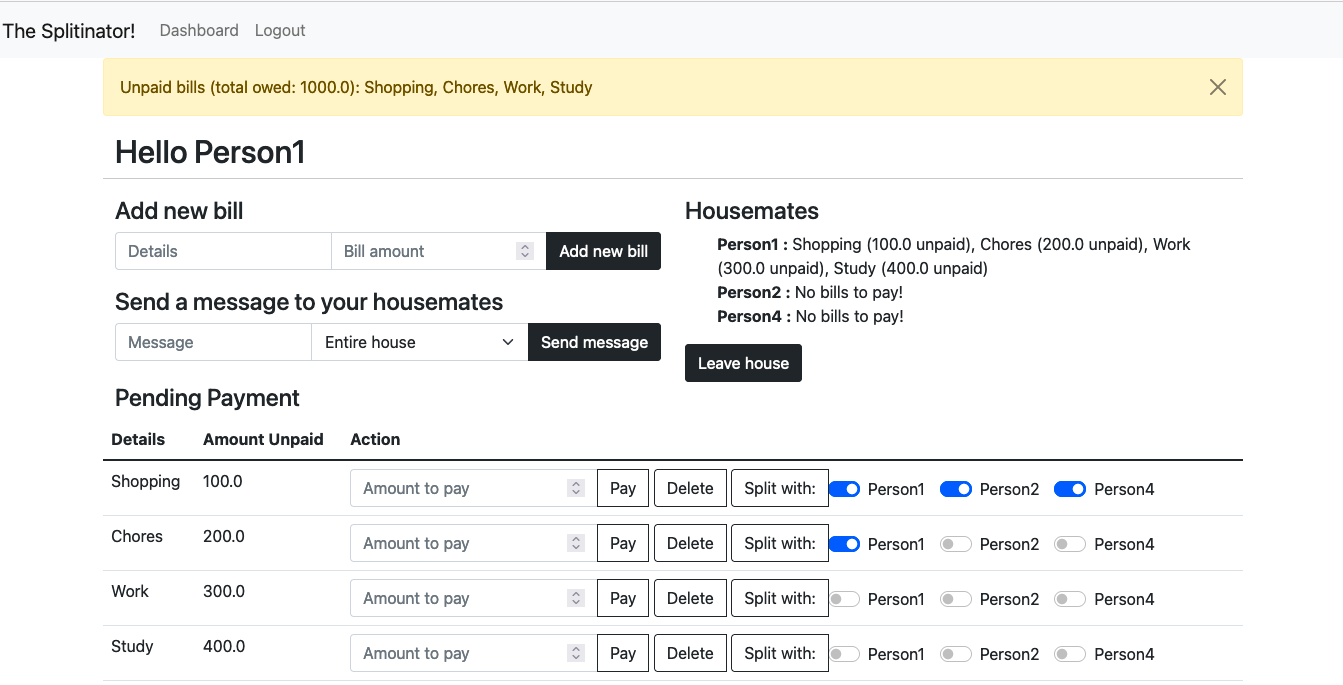 The Splitinator! Dashboard Logout
Unpaid bills (total owed: 1000.0): Shopping, Chores, Work, Study
Hello Person1
Add new bill
Details Bill amount Add new bill
Send a message to your housemates
Message Entire house Send message
Housemates
Person1 : Shopping (100.0 unpaid), Chores (200.0 unpaid), Work
(300.0 unpaid), Study (400.0 unpaid)
Person2 : No bills to pay!
Person4 : No bills to pay!
Leave house
Pending Payment
Details Amount Unpaid Action
Shopping 100.0 Amount to pay Pay Delete Split with: Person1 Person2 Person4
Chores 200.0 Amount to pay Pay Delete Split with: Person1 Person2 Person4
Work 300.0 Amount to pay Pay Delete Split with: Person1 Person2 Person4
Study 400.0 Amount to pay Pay Delete Split with: Person1 Person2 Person4